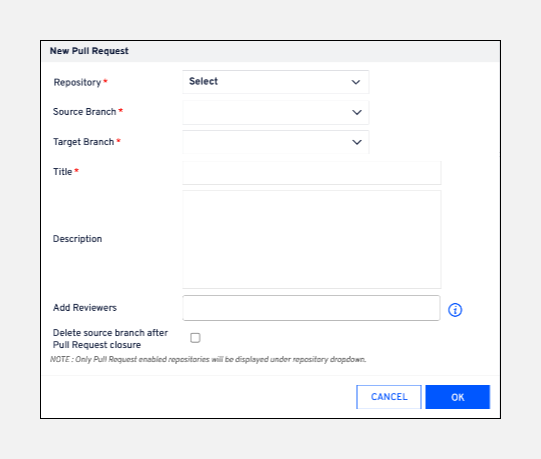 New Pull Request
Repository *
Select
Source Branch *
Target Branch *
Title *
Description
Add Reviewers
Delete source branch after
Pull Request closure
NOTE : Only Pull Request enabled repositories will be displayed under repository dropdown.
CANCEL
OK